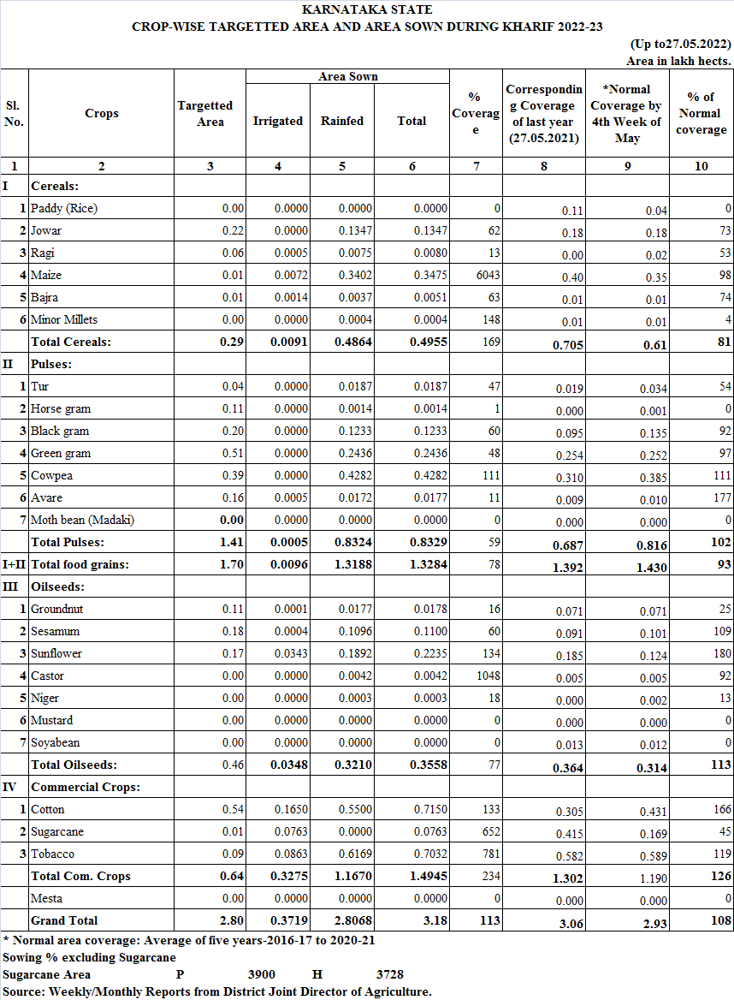 KARNATAKA STATE
CROP-WISE TARGETTED AREA AND AREA SOWN DURING KHARIF 2022-23
(Up to27.05.2022)
Area in lakh hects.
Sl. No. Crops Targetted Area Area Sown % Coverag e Correspondin g Coverage of last year (27.05.2021) *Normal Coverage by 4th Week of May % of Normal coverage
Irrigated Rainfed Total
1 2 3 4 5 6 7 8 9 10
I Cereals:
1 Paddy (Rice) 0.00 0.0000 0.0000 0.0000 0 0.11 0.04 0
2 Jowar 0.22 0.0000 0.1347 0.1347 62 0.18 0.18 73
3 Ragi 0.06 0.0005 0.0075 0.0080 13 0.00 0.02 53
4 Maize 0.01 0.0072 0.3402 0.3475 6043 0.40 0.35 98
5 Bajra 0.01 0.0014 0.0037 0.0051 63 0.01 0.01 74
6 Minor Millets 0.00 0.0000 0.0004 0.0004 148 0.01 0.01 4
Total Cereals: 0.29 0.0091 0.4864 0.4955 169 0.705 0.61 81
II Pulses:
1 Tur 0.04 0.0000 0.0187 0.0187 47 0.019 0.034 54
2 Horse gram 0.11 0.0000 0.0014 0.0014 1 0.000 0.001 0
3 Black gram 0.20 0.0000 0.1233 0.1233 60 0.095 0.135 92
4 Green gram 0.51 0.0000 0.2436 0.2436 48 0.254 0.252 97
5 Cowpea 0.39 0.0000 0.4282 0.4282 111 0.310 0.385 111
6 Avare 0.16 0.0005 0.0172 0.0177 11 0.009 0.010 177
7 Moth bean (Madaki) 0.00 0.0000 0.0000 0.0000 0 0.000 0.000 0
Total Pulses: 1.41 0.0005 0.8324 0.8329 59 0.687 0.816 102
I+II Total food grains: 1.70 0.0096 1.3188 1.3284 78 1.392 1.430 93
III Oilseeds:
1 Groundnut 0.11 0.0001 0.0177 0.0178 16 0.071 0.071 25
2 Sesamum 0.18 0.0004 0.1096 0.1100 60 0.091 0.101 109
3 Sunflower 0.17 0.0343 0.1892 0.2235 134 0.185 0.124 180
4 Castor 0.00 0.0000 0.0042 0.0042 1048 0.005 0.005 92
5 Niger 0.00 0.0000 0.0003 0.0003 18 0.000 0.002 13
6 Mustard 0.00 0.0000 0.0000 0.0000 0 0.000 0.000 0
7 Soyabean 0.00 0.0000 0.0000 0.0000 0 0.013 0.012 0
Total Oilseeds: 0.46 0.0348 0.3210 0.3558 77 0.364 0.314 113
IV Commercial Crops:
1 Cotton 0.54 0.1650 0.5500 0.7150 133 0.305 0.431 166
2 Sugarcane 0.01 0.0763 0.0000 0.0763 652 0.415 0.169 45
3 Tobacco 0.09 0.0863 0.6169 0.7032 781 0.582 0.589 119
Total Com. Crops 0.64 0.3275 1.1670 1.4945 234 1.302 1.190 126
Mesta 0.00 0.0000 0.0000 0.0000 0 0.000 0.000 0
Grand Total 2.80 0.3719 2.8068 3.18 113 3.06 2.93 108
* Normal area coverage: Average of five years-2016-17 to 2020-21
Sowing % excluding Sugarcane
Sugarcane Area P 3900 H 3728
Source: Weekly/Monthly Reports from District Joint Director of Agriculture.